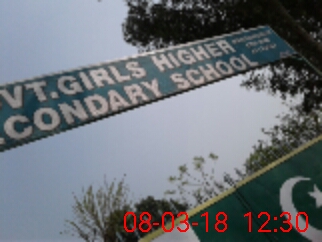 VT.GIRLS HIGHER
CONDARY SCHOOL
08-03-18 12:30